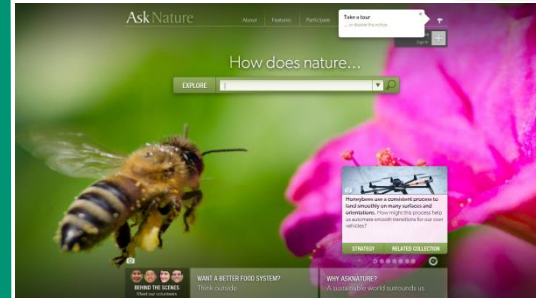 AskNature
About
Features
Participate
Take a tour
How does nature...
EXPLORE
Honeybees use a consistent process to
land smoothly on many surfaces and
orientations. How might this process help
us automate smooth transitions for our own
vehicles?
STRATEGY
RELATED COLLECTION
BEHIND THE SCENES
Meet our volunteers
WANT A BETTER FOOD SYSTEM?
Think outside
WHY ASKNATURE?
A sustainable world surrounds us.